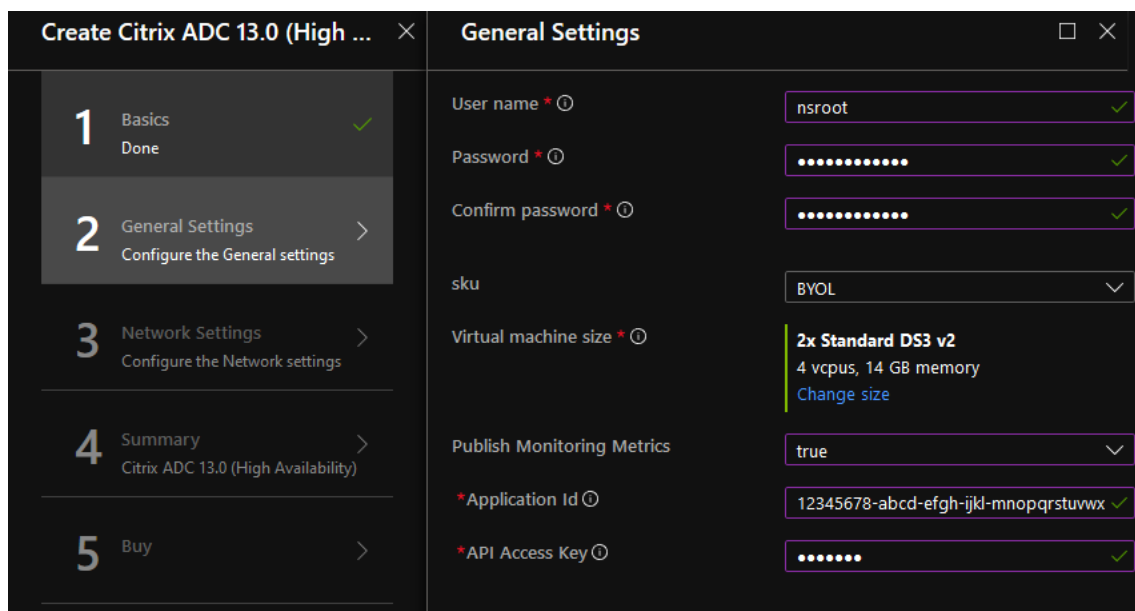 Create Citrix ADC 13.0 (High ...
1
Basics
Done
2
General Settings
Configure the General settings
3
Network Settings
Configure the Network settings
4
Summary
Citrix ADC 13.0 (High Availability)
5
Buy
General Settings
User name *
nsroot
Password *
••••••••••••
Confirm password *
••••••••••••
sku
BYOL
Virtual machine size *
2x Standard DS3 v2
4 vcpus, 14 GB memory
Change size
Publish Monitoring Metrics
true
*Application Id
12345678-abcd-efgh-ijkl-mnopqrstuvwx
*API Access Key
•••••••